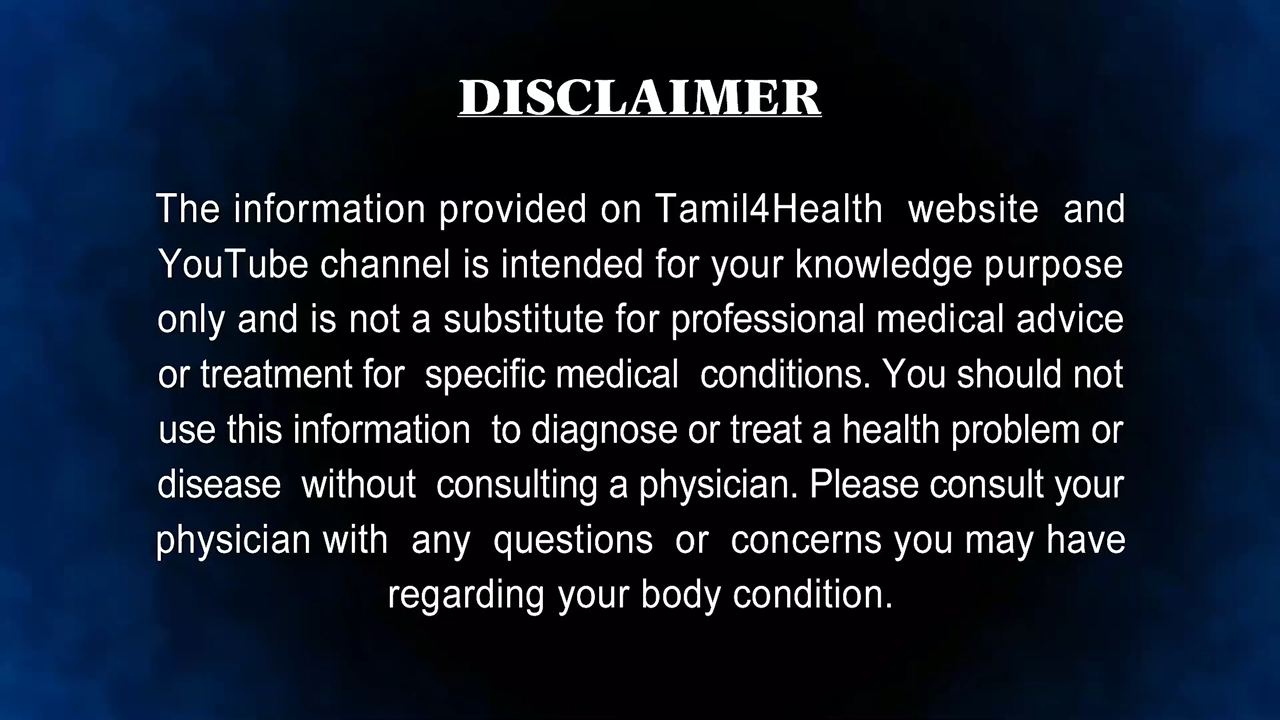 DISCLAIMER
The information provided on Tamil4Health website and
YouTube channel is intended for your knowledge purpose
only and is not a substitute for professional medical advice
or treatment for specific medical conditions. You should not
use this information to diagnose or treat a health problem or
disease without consulting a physician. Please consult your
physician with any questions or concerns you may have
regarding your body condition.